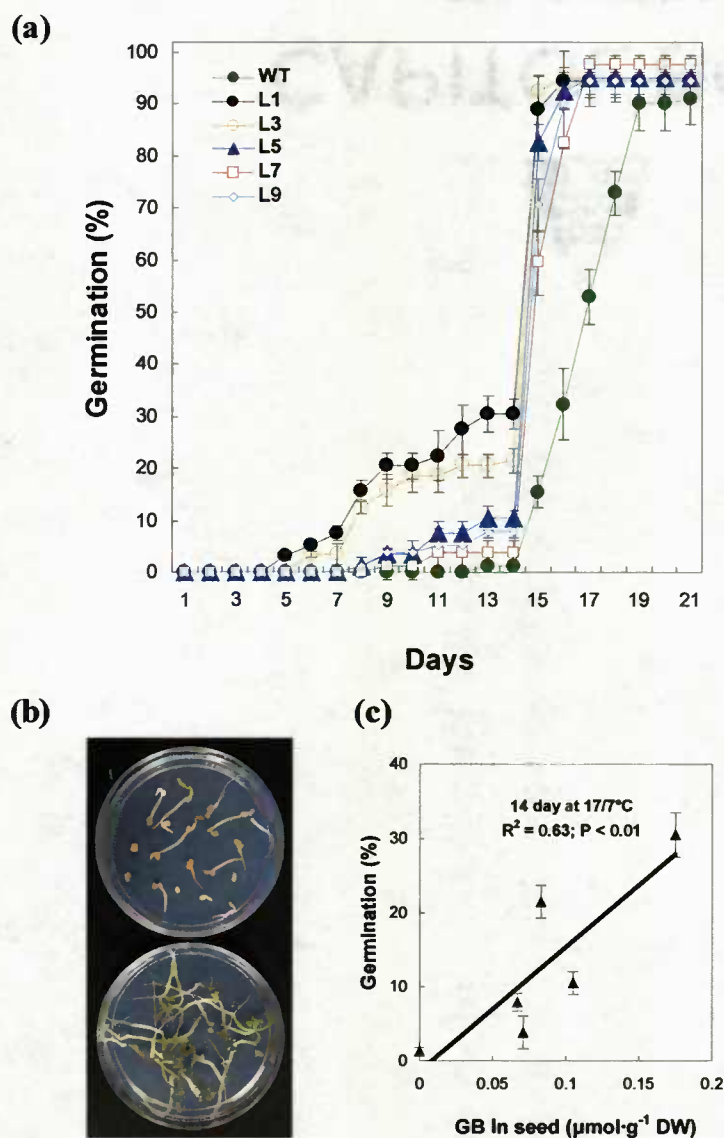 (a)
100
90
80
70
60
50
40
30
20
10
0
Germination (%)
WT
L1
L3
L5
L7
L9
1 3 5 7 9 11 13 15 17 19 21
Days
(b)
(c)
40
30
20
10
0
Germination (%)
14 day at 17/7°C
R² = 0.63; P < 0.01
0 0.05 0.1 0.15 0.2
GB in seed (µmol·g⁻¹ DW)